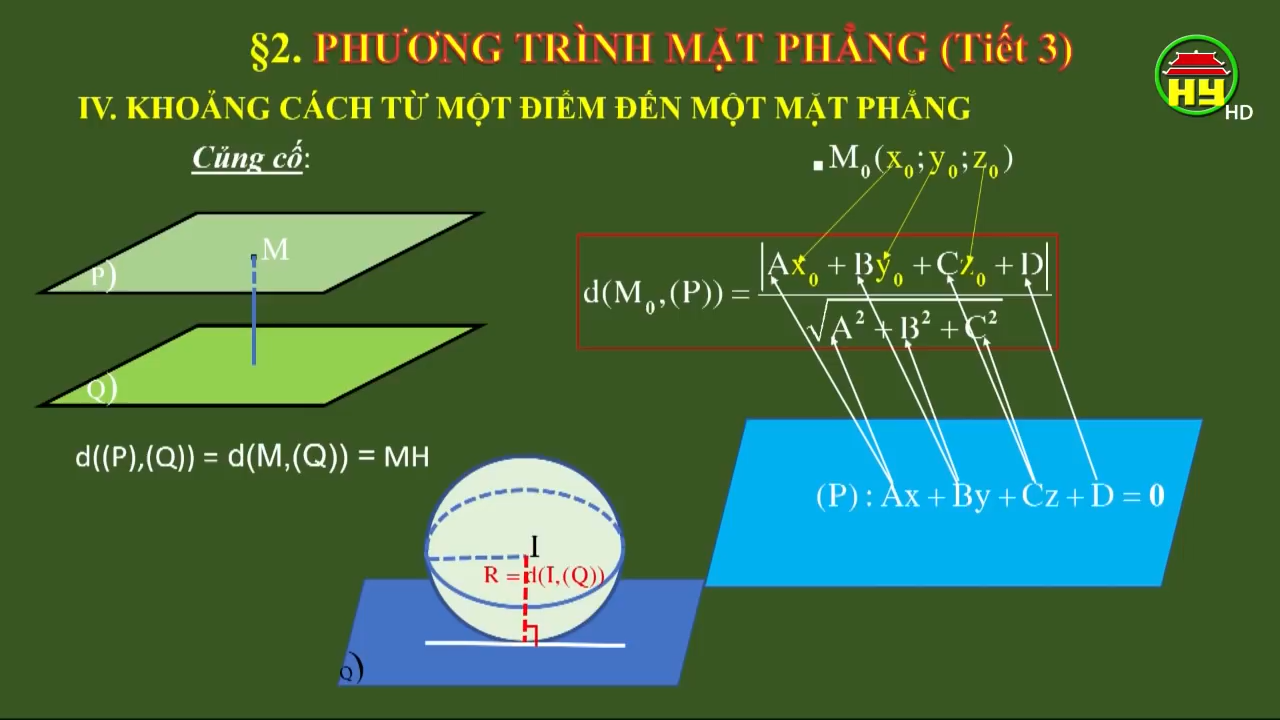 §2. PHƯƠNG TRÌNH MẶT PHẲNG (Tiết 3)
HY HD
IV. KHOẢNG CÁCH TỪ MỘT ĐIỂM ĐẾN MỘT MẶT PHẲNG
Củng cố:
▪M₀(x₀;y₀;z₀)
M
P)
d(M₀,(P)) = |Ax₀ + By₀ + Cz₀ + D| / √(A² + B² + C²)
Q)
d((P),(Q)) = d(M,(Q)) = MH
(P) : Ax + By + Cz + D = 0
I
R = d(I,(Q))
Q)